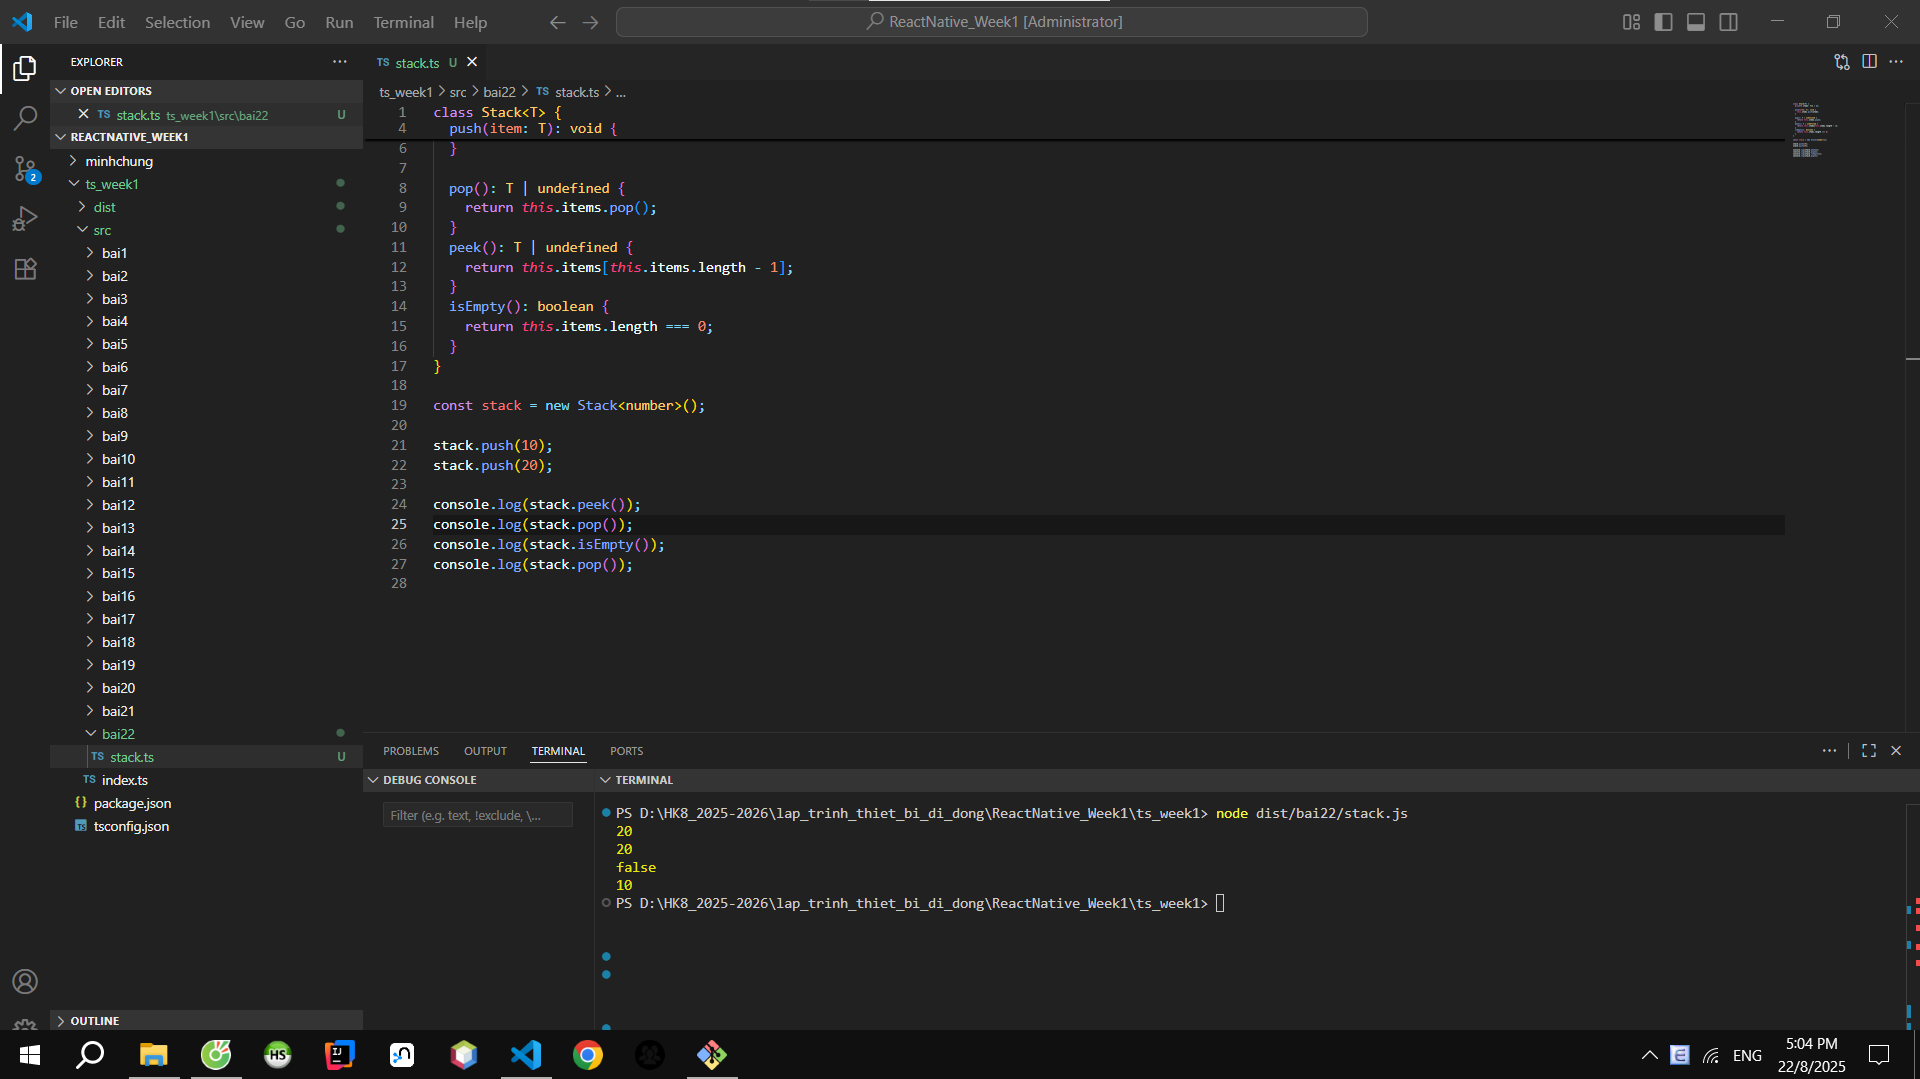 File Edit Selection View Go Run Terminal Help
ReactNative_Week1 [Administrator]
EXPLORER
OPEN EDITORS
stack.ts ts_week1\src\bai22 U
REACTNATIVE_WEEK1
minhchung
ts_week1
dist
src
bai1
bai2
bai3
bai4
bai5
bai6
bai7
bai8
bai9
bai10
bai11
bai12
bai13
bai14
bai15
bai16
bai17
bai18
bai19
bai20
bai21
bai22
TS stack.ts U
TS index.ts
{} package.json
TS tsconfig.json
OUTLINE
2
TS stack.ts U
ts_week1 > src > bai22 > TS stack.ts > ...
1 class Stack<T> {
4 push(item: T): void {
6 }
7
8 pop(): T | undefined {
9 return this.items.pop();
10 }
11 peek(): T | undefined {
12 return this.items[this.items.length - 1];
13 }
14 isEmpty(): boolean {
15 return this.items.length === 0;
16 }
17 }
18
19 const stack = new Stack<number>();
20
21 stack.push(10);
22 stack.push(20);
23
24 console.log(stack.peek());
25 console.log(stack.pop());
26 console.log(stack.isEmpty());
27 console.log(stack.pop());
28
PROBLEMS OUTPUT TERMINAL PORTS
DEBUG CONSOLE
Filter (e.g. text, !exclude, \...
TERMINAL
PS D:\HK8_2025-2026\lap_trinh_thiet_bi_di_dong\ReactNative_Week1\ts_week1> node dist/bai22/stack.js
20
20
false
10
PS D:\HK8_2025-2026\lap_trinh_thiet_bi_di_dong\ReactNative_Week1\ts_week1>
HS
IJ
E
ENG
5:04 PM
22/8/2025